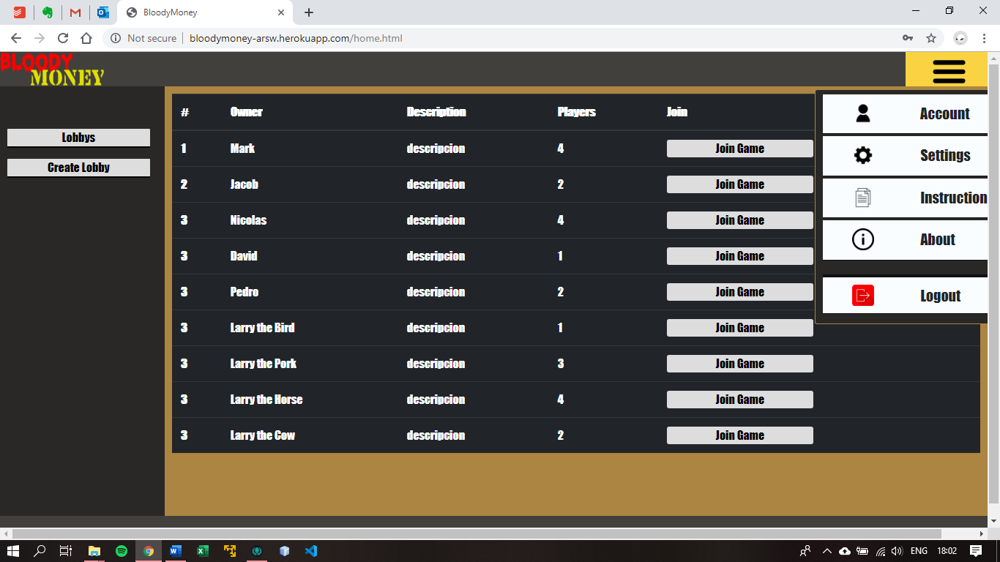 BloodyMoney
Not secure bloodymoney-arsw.herokuapp.com/home.html
BLOODY
MONEY
Lobbys
Create Lobby
# Owner Description Players Join
1 Mark descripcion 4 Join Game
2 Jacob descripcion 2 Join Game
3 Nicolas descripcion 4 Join Game
3 David descripcion 1 Join Game
3 Pedro descripcion 2 Join Game
3 Larry the Bird descripcion 1 Join Game
3 Larry the Pork descripcion 3 Join Game
3 Larry the Horse descripcion 4 Join Game
3 Larry the Cow descripcion 2 Join Game
Account
Settings
Instruction
About
Logout
ENG 18:02